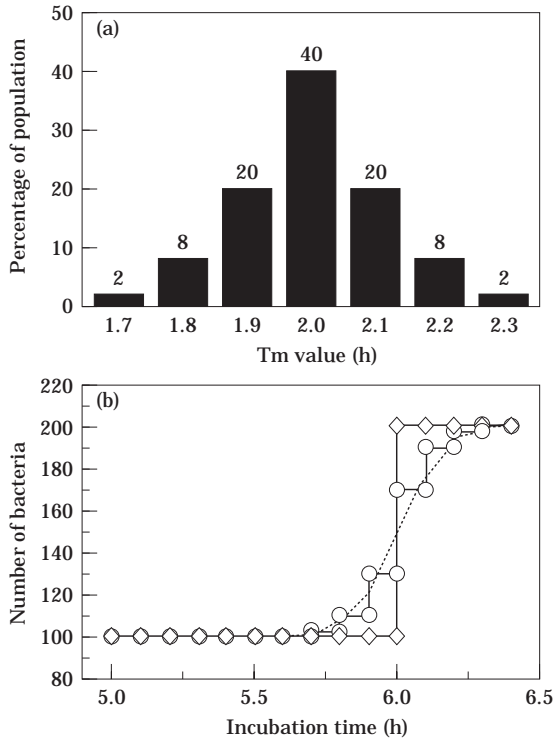 (a)
Percentage of population
50
40
30
20
10
0
2
8
20
40
20
8
2
1.7 1.8 1.9 2.0 2.1 2.2 2.3
Tm value (h)
(b)
Number of bacteria
220
200
180
160
140
120
100
80
5.0 5.5 6.0 6.5
Incubation time (h)